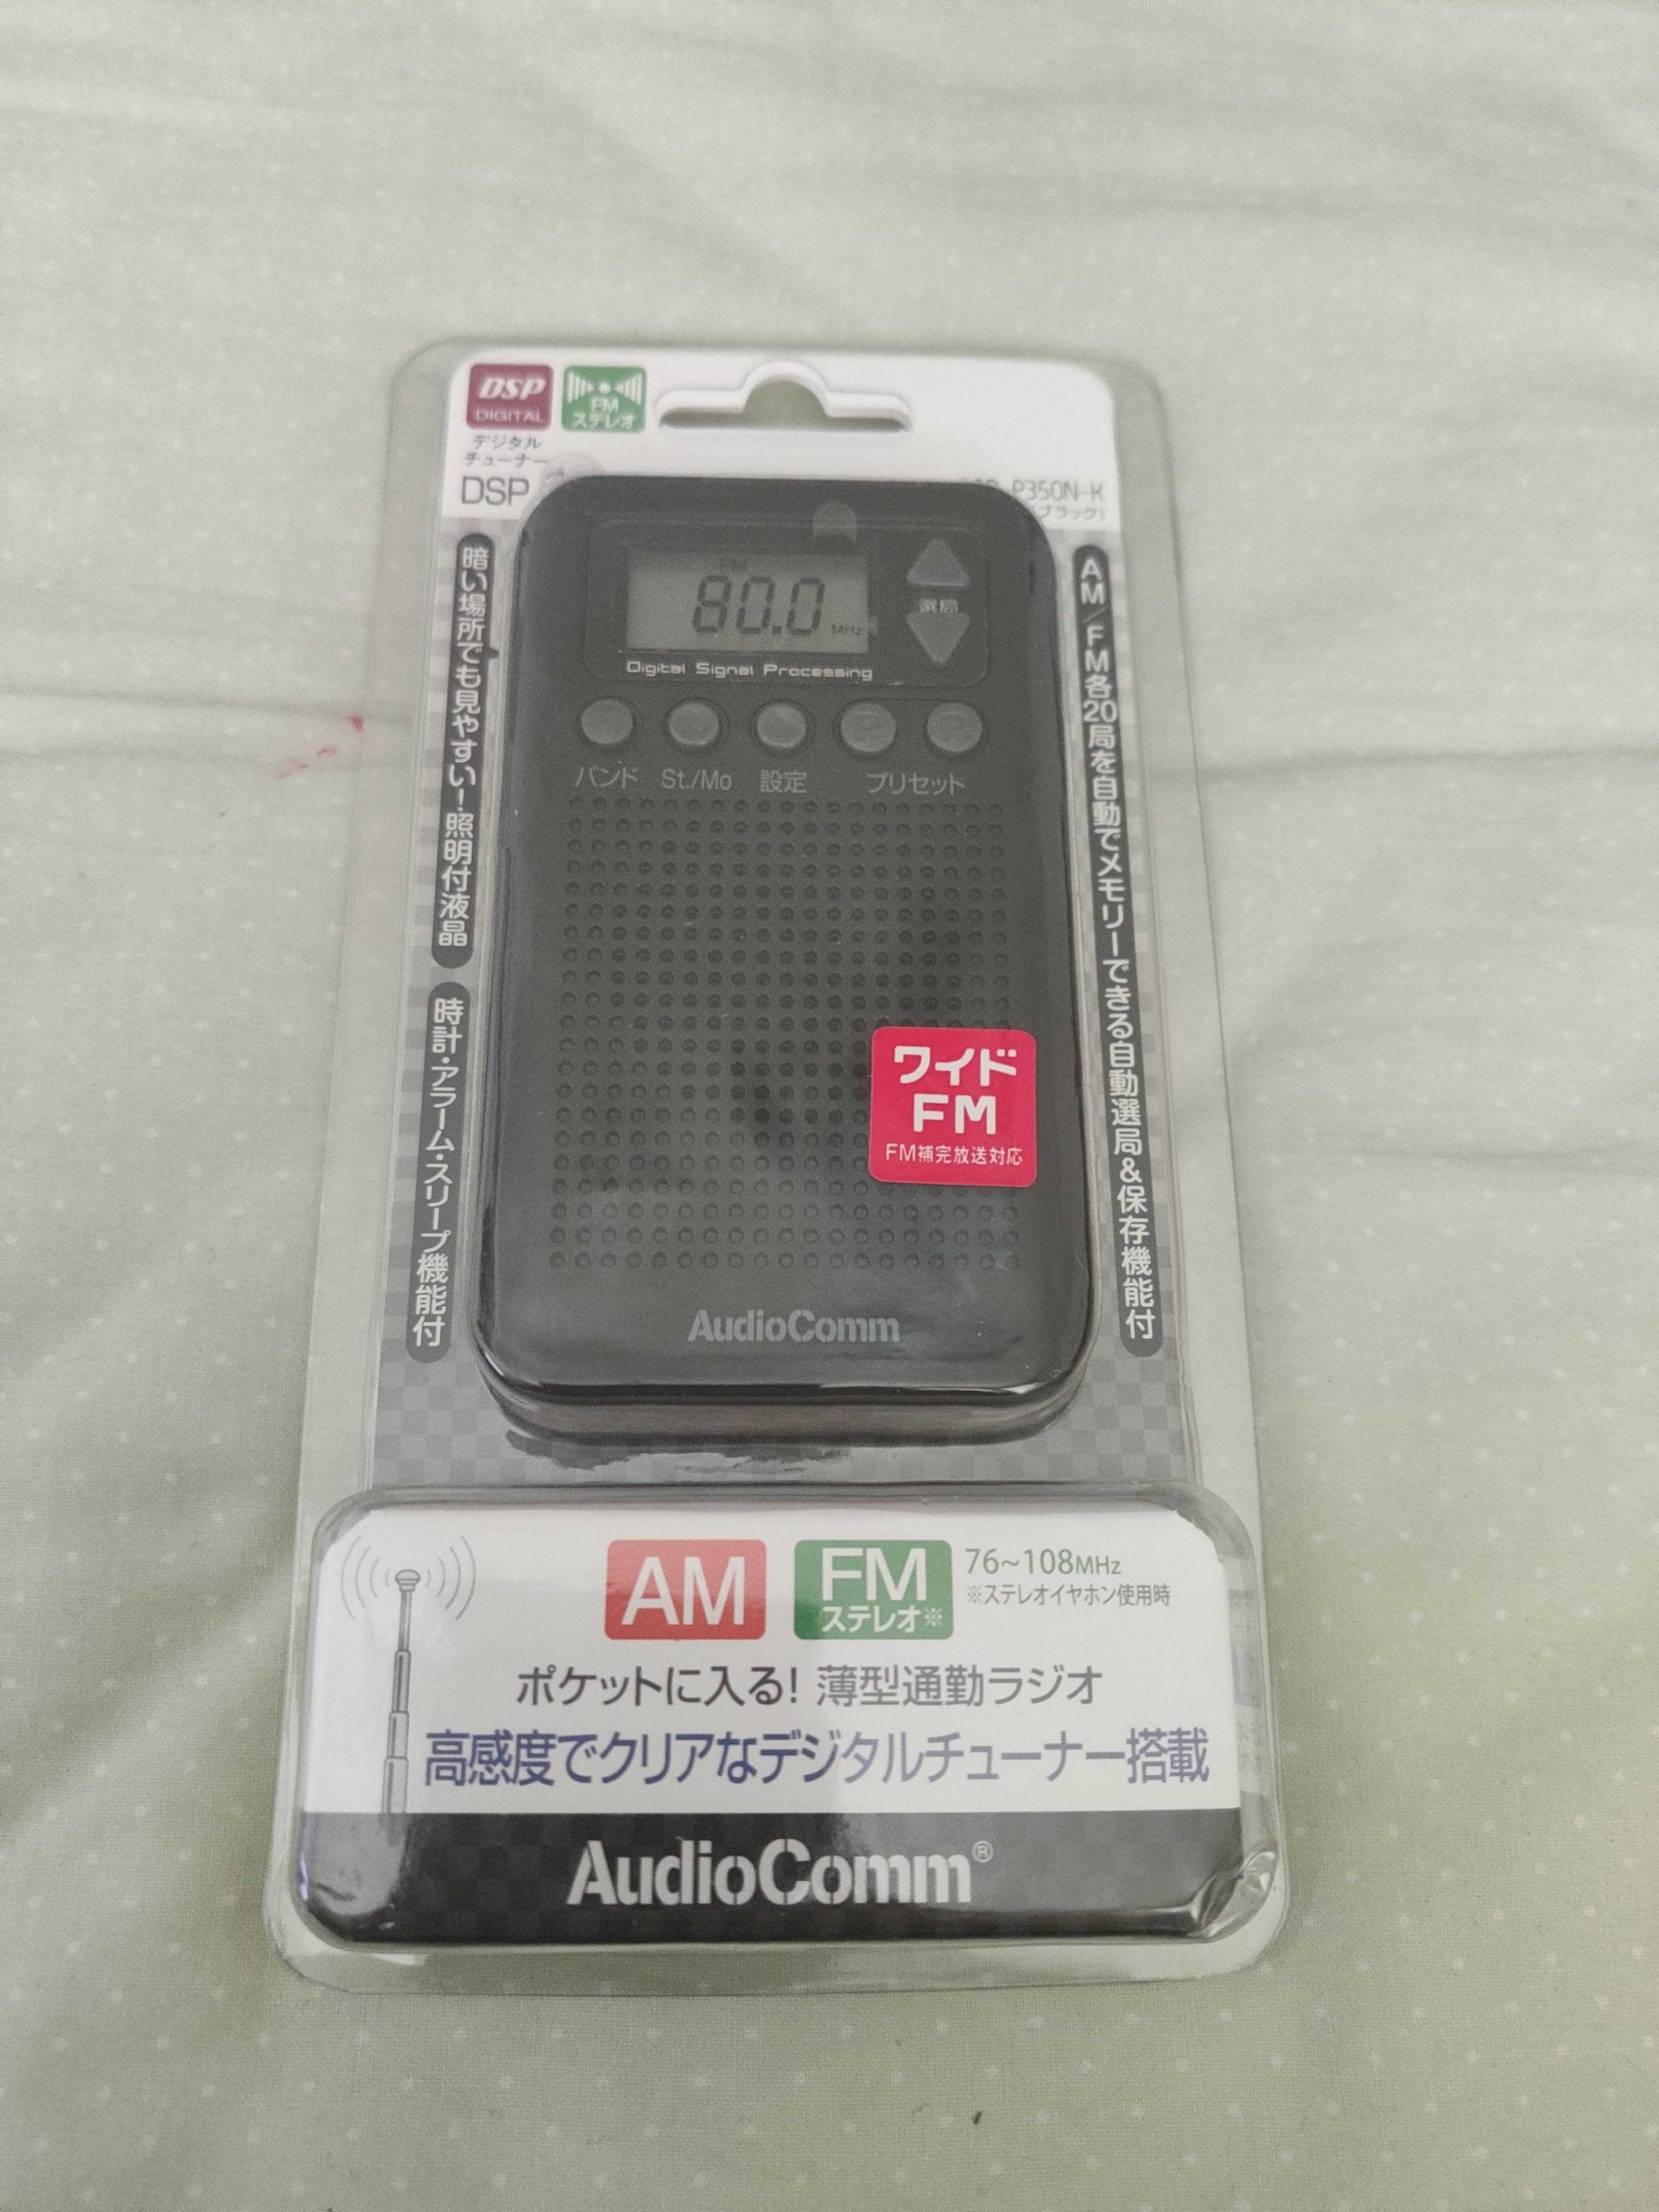 DSP
DIGITAL
FM
ステレオ
デジタル
チューナー
DSP
P350N-K
ブラック)
暗い場所でも見やすい!照明付液晶
時計・アラーム・スリープ機能付
FM
80.0
MHz
選局
Digital Signal Processing
バンド St./Mo 設定 プリセット
AM/FM各20局を自動でメモリーできる自動選局&保存機能付
ワイド
FM
FM補完放送対応
AudioComm
AM
FM
ステレオ※
76~108MHz
※ステレオイヤホン使用時
ポケットに入る! 薄型通勤ラジオ
高感度でクリアなデジタルチューナー搭載
AudioComm®